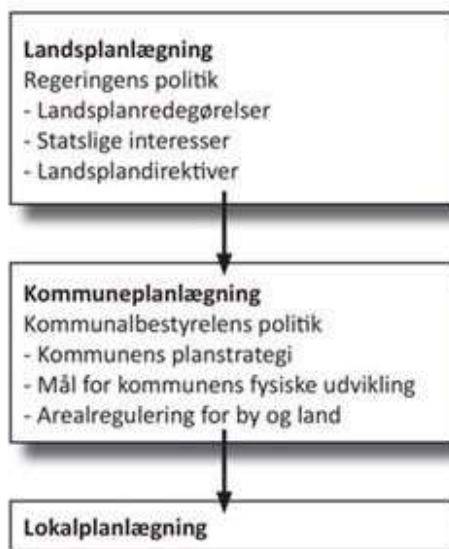 Landsplanlægning
Regeringens politik
- Landsplanredegørelser
- Statslige interesser
- Landsplandirektiver
Kommuneplanlægning
Kommunalbestyrelens politik
- Kommunens planstrategi
- Mål for kommunens fysiske udvikling
- Arealregulering for by og land
Lokalplanlægning